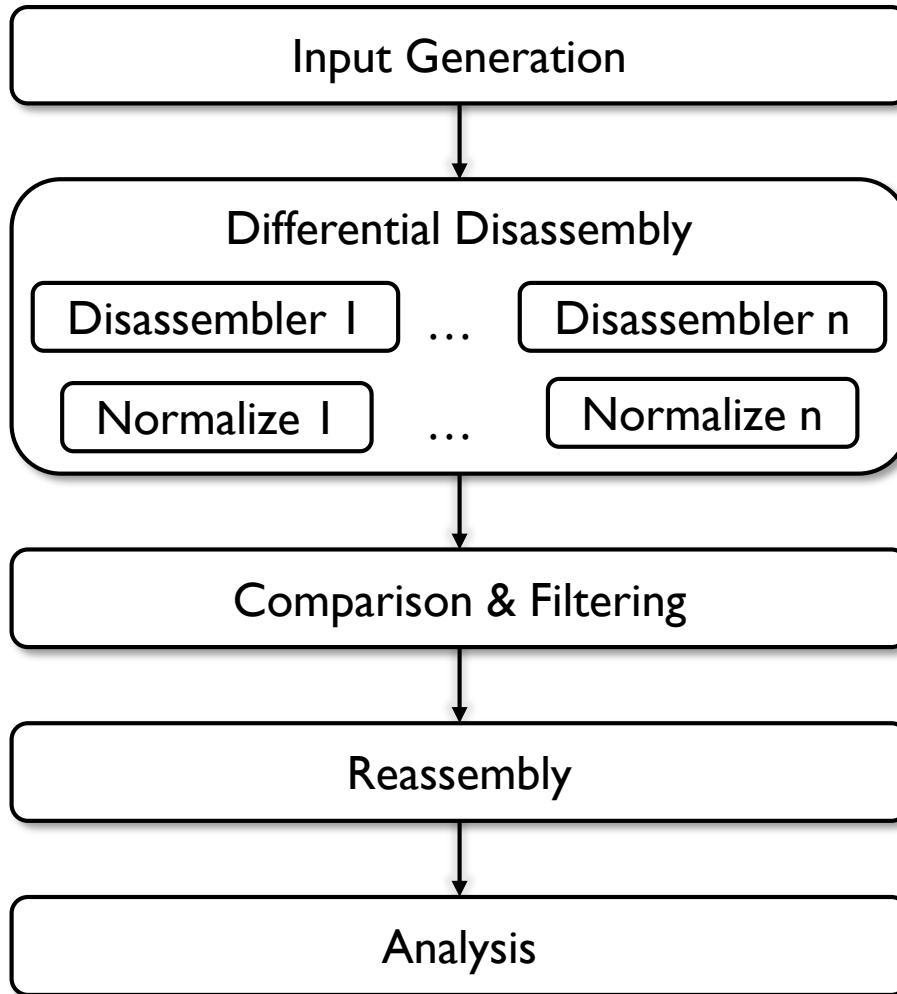 Input Generation
Differential Disassembly
Disassembler 1 … Disassembler n
Normalize 1 … Normalize n
Comparison & Filtering
Reassembly
Analysis